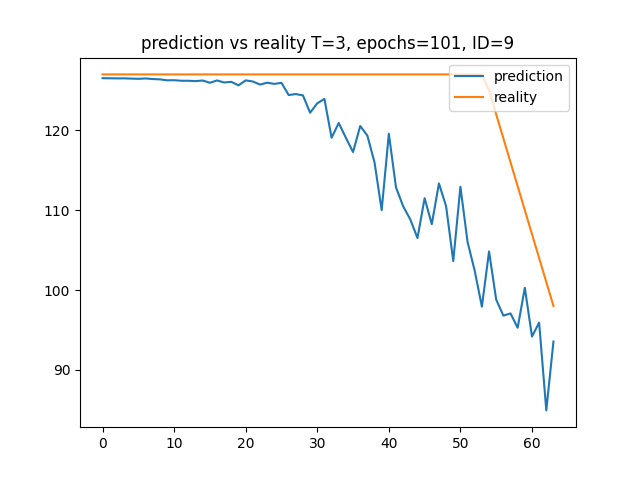 prediction vs reality T=3, epochs=101, ID=9
prediction
reality
120
110
100
90
0 10 20 30 40 50 60